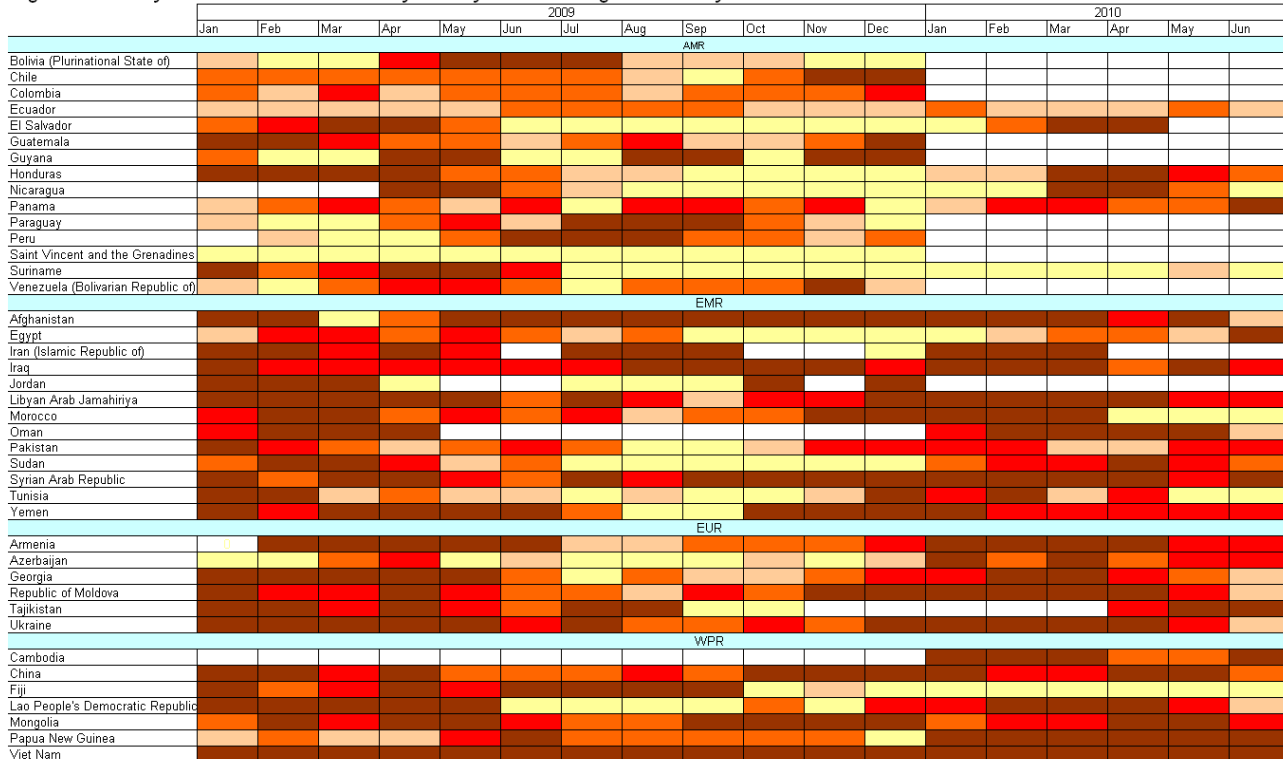 2009 2010
Jan Feb Mar Apr May Jun Jul Aug Sep Oct Nov Dec Jan Feb Mar Apr May Jun
AMR
Bolivia (Plurinational State of)
Chile
Colombia
Ecuador
El Salvador
Guatemala
Guyana
Honduras
Nicaragua
Panama
Paraguay
Peru
Saint Vincent and the Grenadines
Suriname
Venezuela (Bolivarian Republic of)
EMR
Afghanistan
Egypt
Iran (Islamic Republic of)
Iraq
Jordan
Libyan Arab Jamahiriya
Morocco
Oman
Pakistan
Sudan
Syrian Arab Republic
Tunisia
Yemen
EUR
Armenia
Azerbaijan
Georgia
Republic of Moldova
Tajikistan
Ukraine
WPR
Cambodia
China
Fiji
Lao People's Democratic Republic
Mongolia
Papua New Guinea
Viet Nam